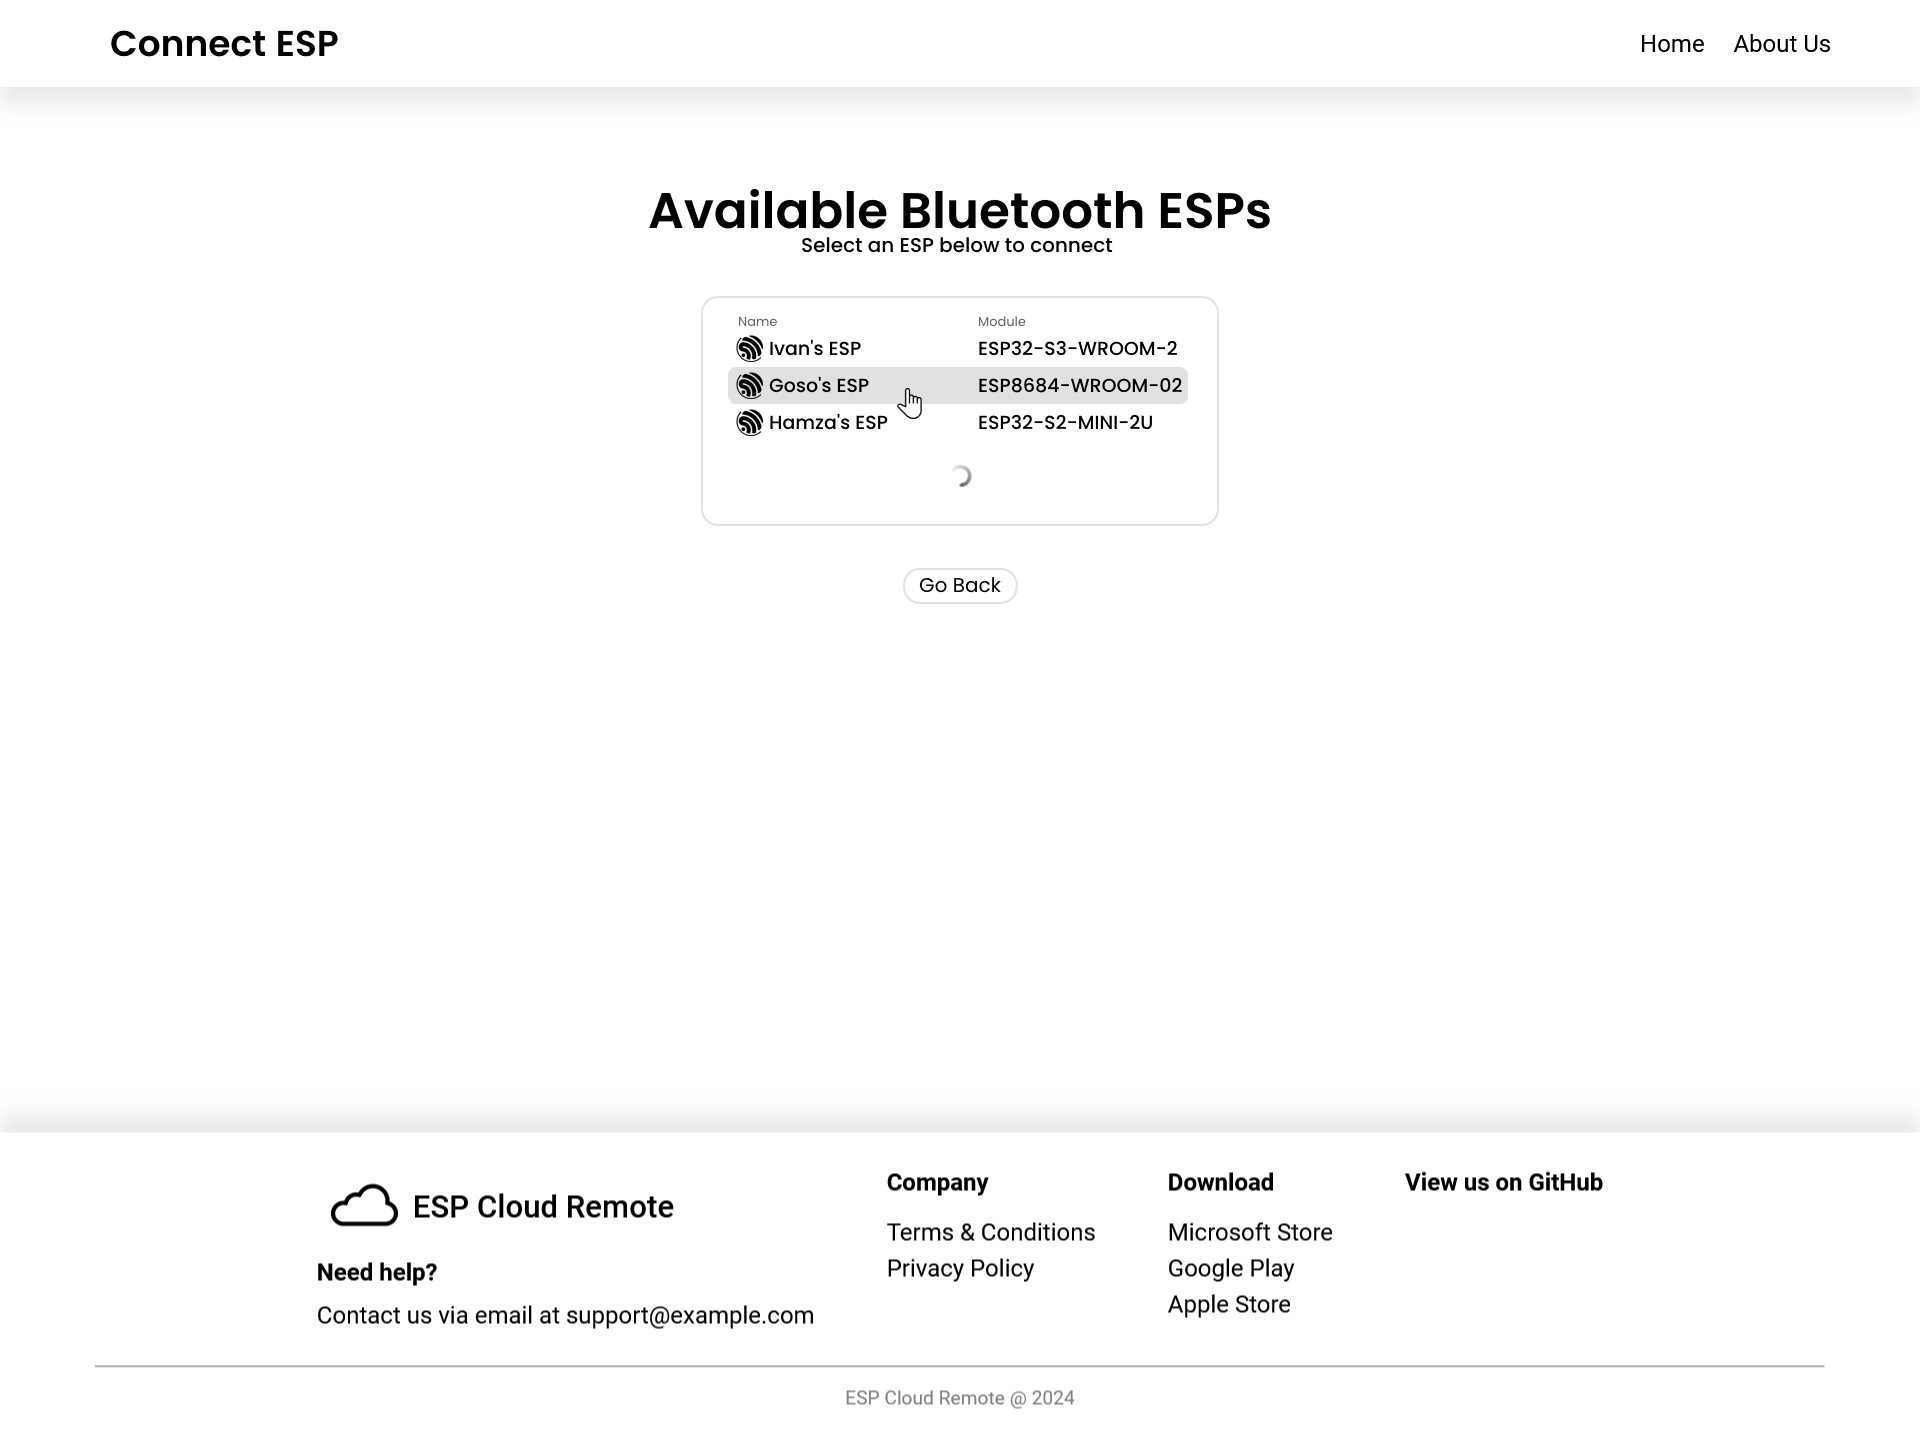 Connect ESP
Home About Us
Available Bluetooth ESPs
Select an ESP below to connect
Name Module
Ivan's ESP ESP32-S3-WROOM-2
Goso's ESP ESP8684-WROOM-02
Hamza's ESP ESP32-S2-MINI-2U
Go Back
ESP Cloud Remote
Need help?
Contact us via email at support@example.com
Company
Terms & Conditions
Privacy Policy
Download
Microsoft Store
Google Play
Apple Store
View us on GitHub
ESP Cloud Remote @ 2024